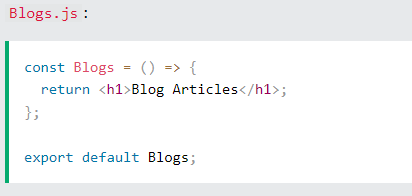 Blogs.js:
const Blogs = () => {
  return <h1>Blog Articles</h1>;
};
export default Blogs;